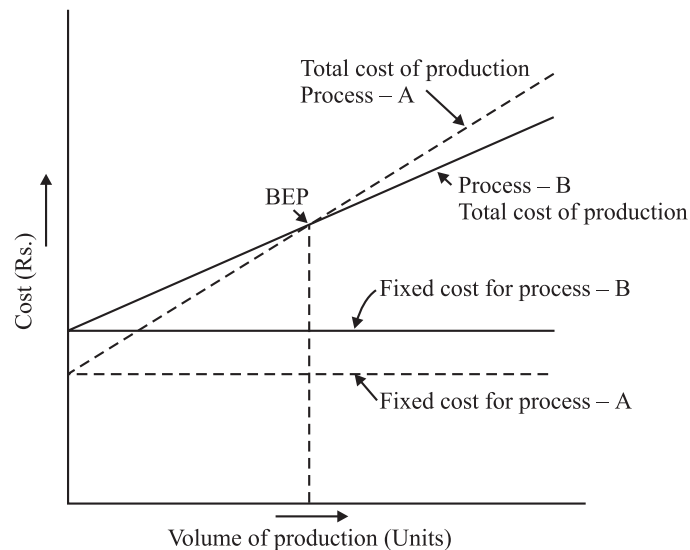 Total cost of production
Process – A
BEP
Process – B
Total cost of production
Cost (Rs.)
Fixed cost for process – B
Fixed cost for process – A
Volume of production (Units)